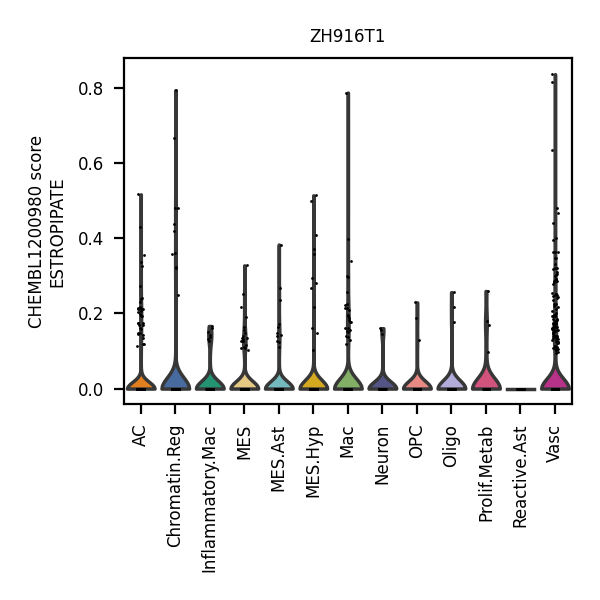 ZH916T1
CHEMBL1200980 score
ESTROPIPATE
0.8
0.6
0.4
0.2
0.0
AC
Chromatin.Reg
Inflammatory.Mac
MES
MES.Ast
MES.Hyp
Mac
Neuron
OPC
Oligo
Prolif.Metab
Reactive.Ast
Vasc